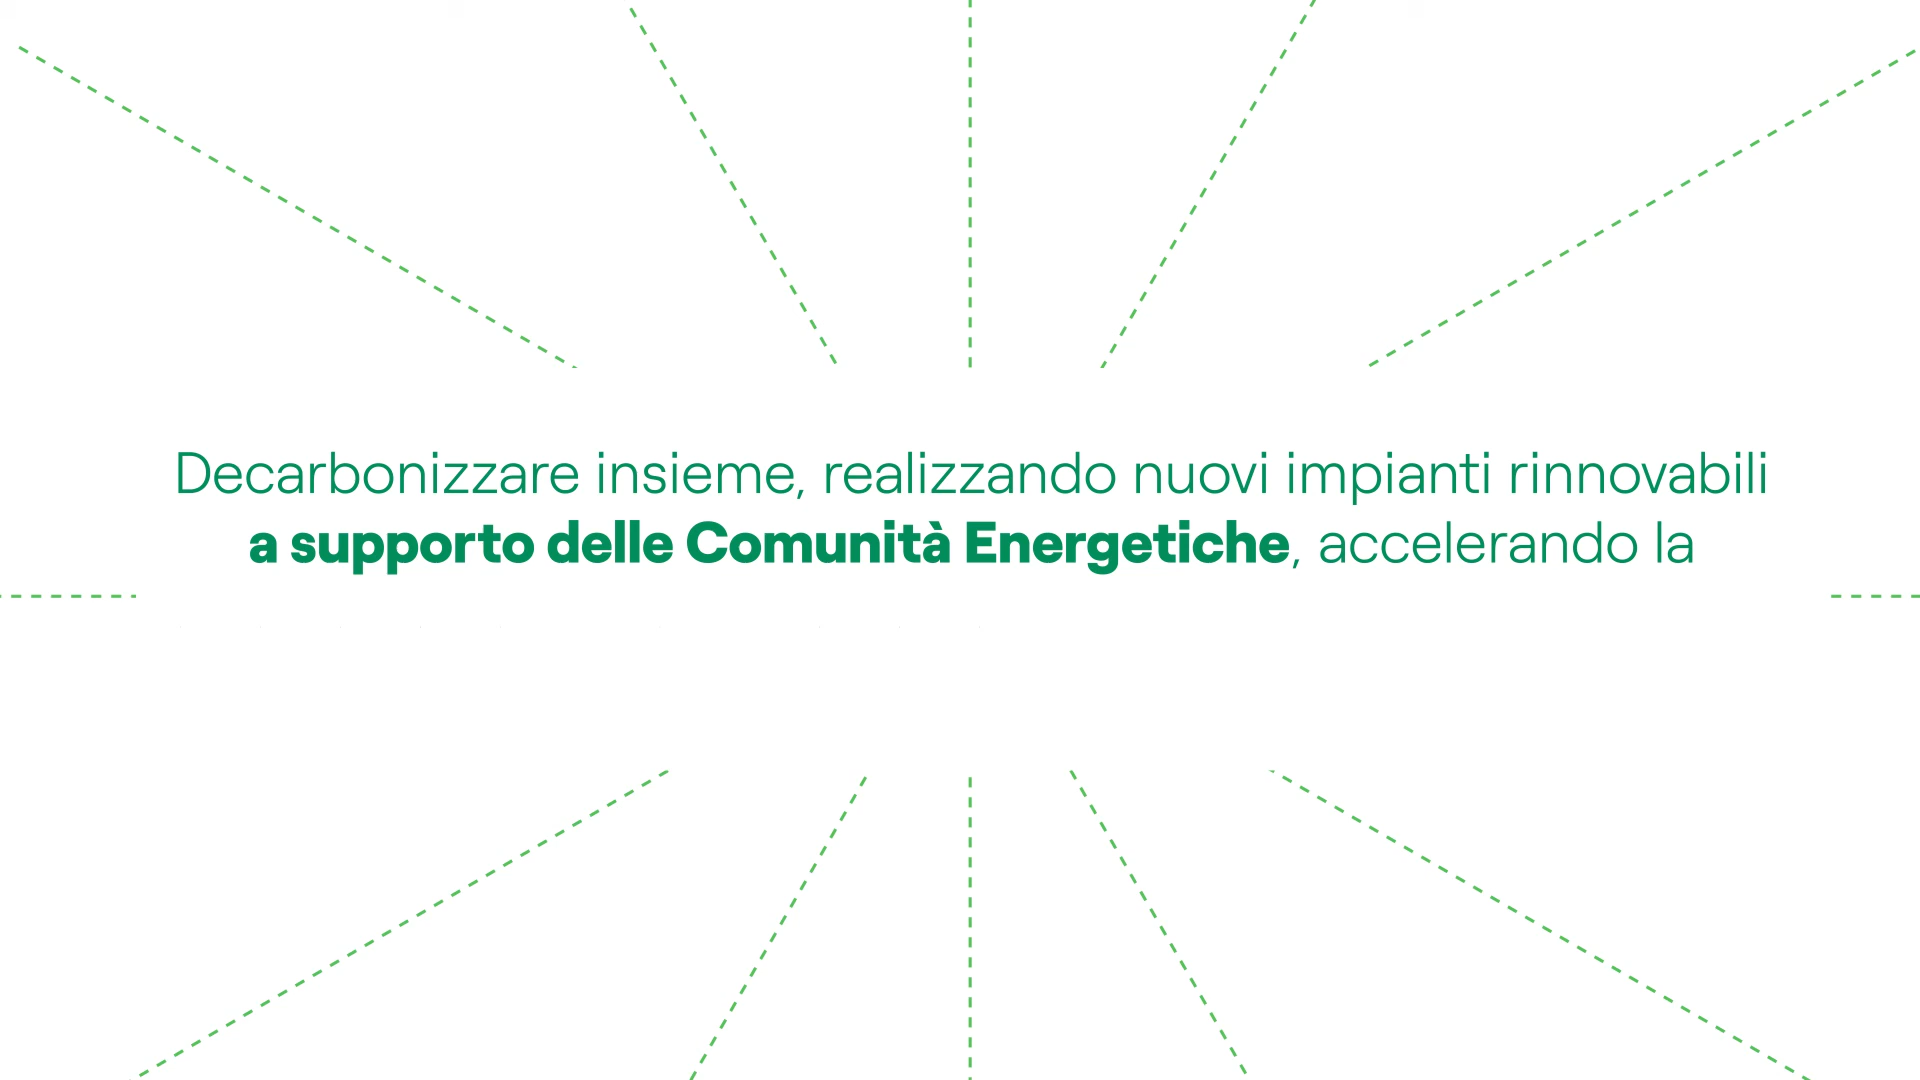 Decarbonizzare insieme, realizzando nuovi impianti rinnovabili
a supporto delle Comunità Energetiche, accelerando la